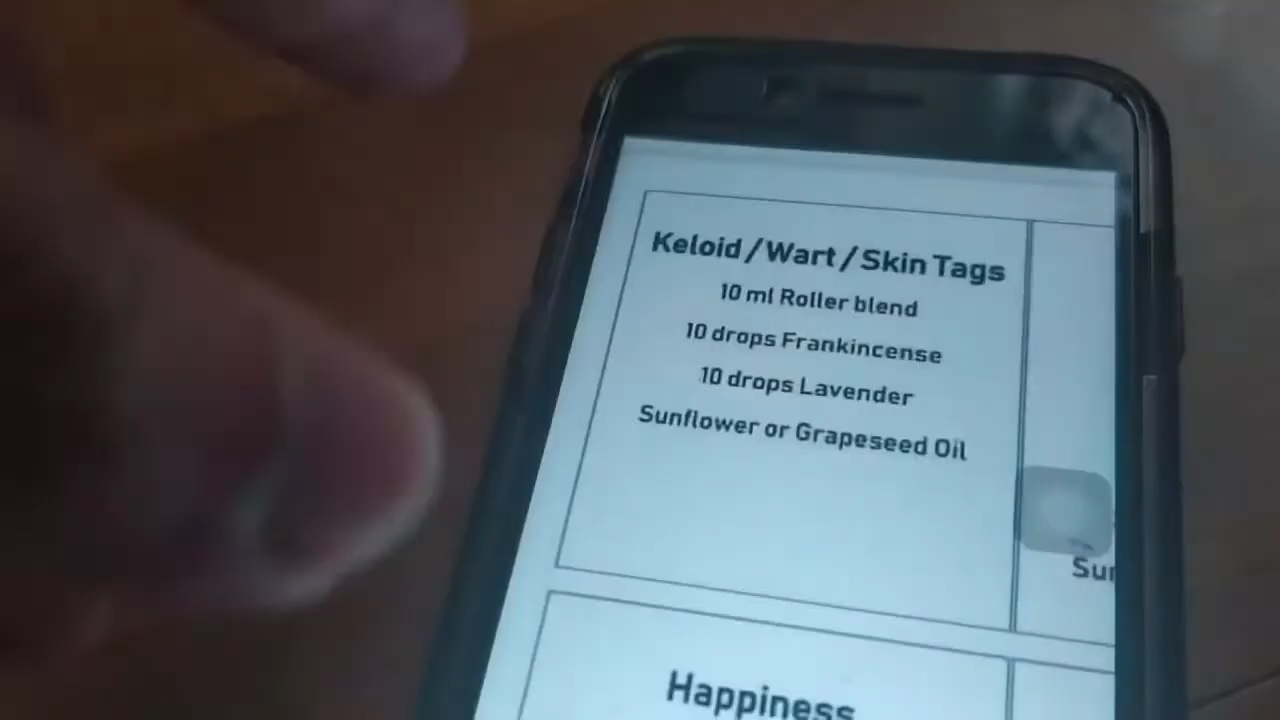 Keloid / Wart / Skin Tags
10 ml Roller blend
10 drops Frankincense
10 drops Lavender
Sunflower or Grapeseed Oil
Happiness